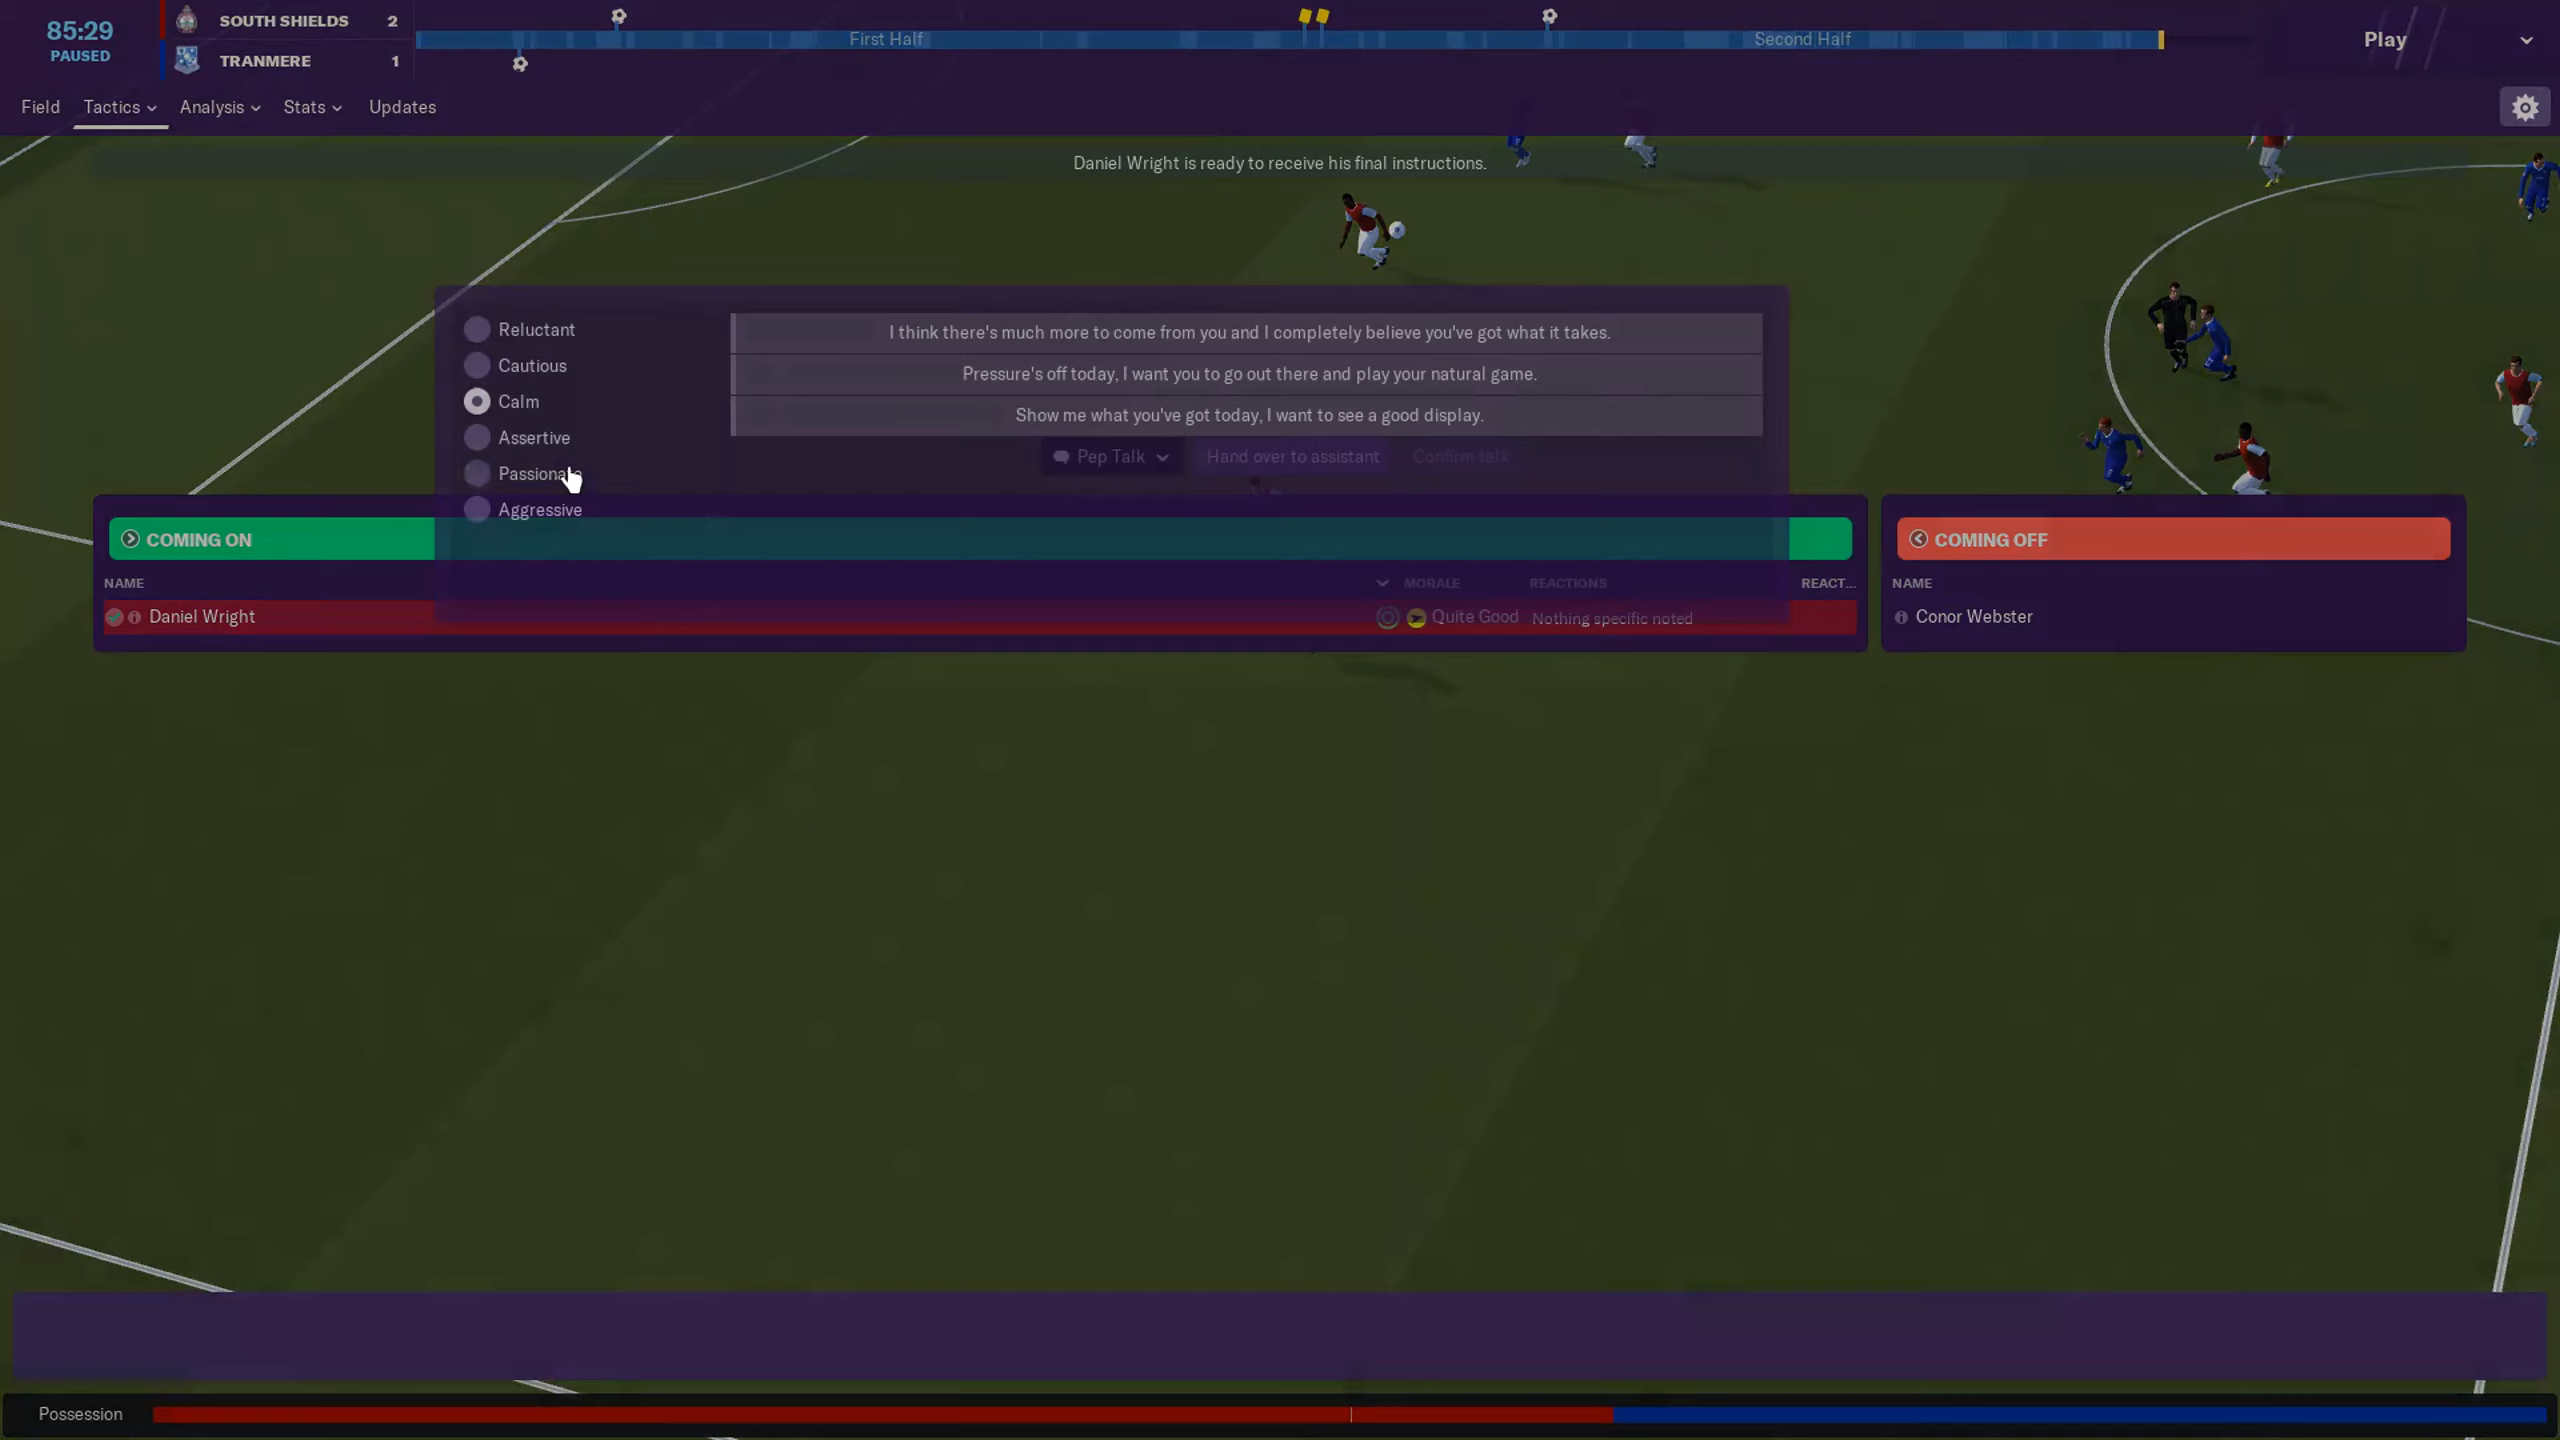 85:29
PAUSED
SOUTH SHIELDS 2
TRANMERE 1
First Half
Second Half
Play
Field
Tactics
Analysis
Stats
Updates
Daniel Wright is ready to receive his final instructions.
Reluctant
Cautious
Calm
Assertive
Passionate
Aggressive
I think there's much more to come from you and I completely believe you've got what it takes.
Pressure's off today, I want you to go out there and play your natural game.
Show me what you've got today, I want to see a good display.
Pep Talk
Hand over to assistant
Confirm talk
COMING ON
NAME MORALE REACTIONS REACT...
Daniel Wright Quite Good Nothing specific noted
COMING OFF
NAME
Conor Webster
Possession